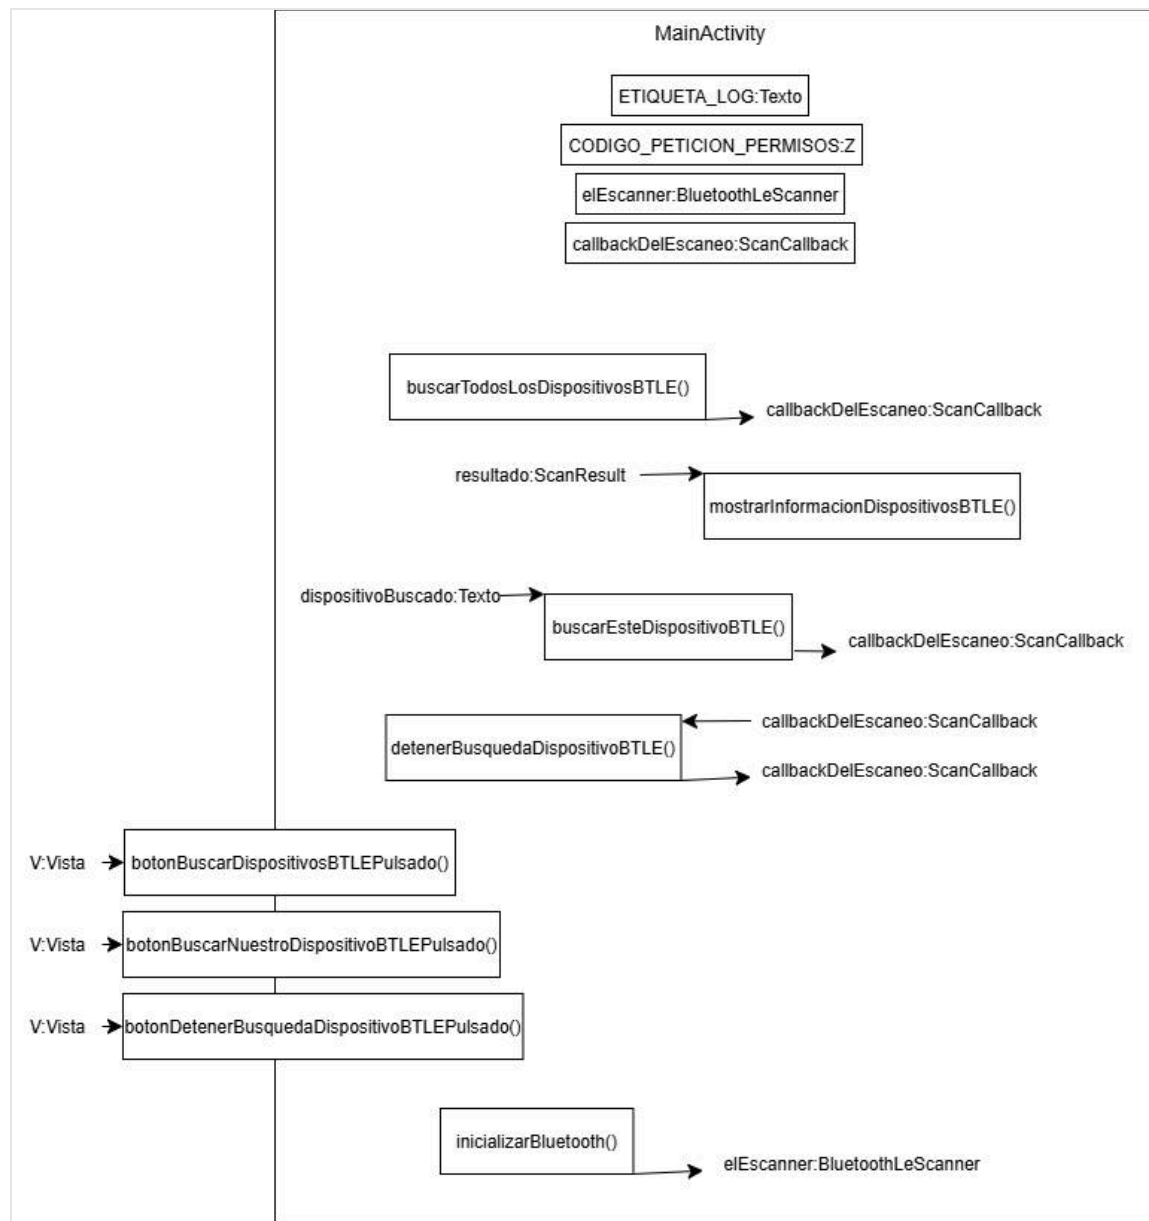 MainActivity
ETIQUETA_LOG:Texto
CODIGO_PETICION_PERMISOS:Z
elEscanner:BluetoothLeScanner
callbackDelEscaneo:ScanCallback
buscarTodosLosDispositivosBTLE()
callbackDelEscaneo:ScanCallback
resultado:ScanResult
mostrarInformacionDispositivosBTLE()
dispositivoBuscado:Texto
buscarEsteDispositivoBTLE()
callbackDelEscaneo:ScanCallback
callbackDelEscaneo:ScanCallback
detenerBusquedaDispositivoBTLE()
callbackDelEscaneo:ScanCallback
V:Vista
botonBuscarDispositivosBTLEPulsado()
V:Vista
botonBuscarNuestroDispositivoBTLEPulsado()
V:Vista
botonDetenerBusquedaDispositivoBTLEPulsado()
inicializarBluetooth()
elEscanner:BluetoothLeScanner